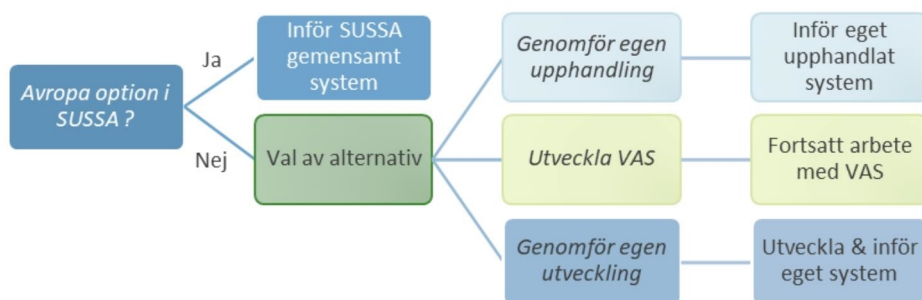 Avropa option i
SUSSA ?
Ja
Nej
Inför SUSSA
gemensamt
system
Val av alternativ
Genomför egen
upphandling
Inför eget
upphandlat
system
Utveckla VAS
Fortsatt arbete
med VAS
Genomför egen
utveckling
Utveckla & inför
eget system